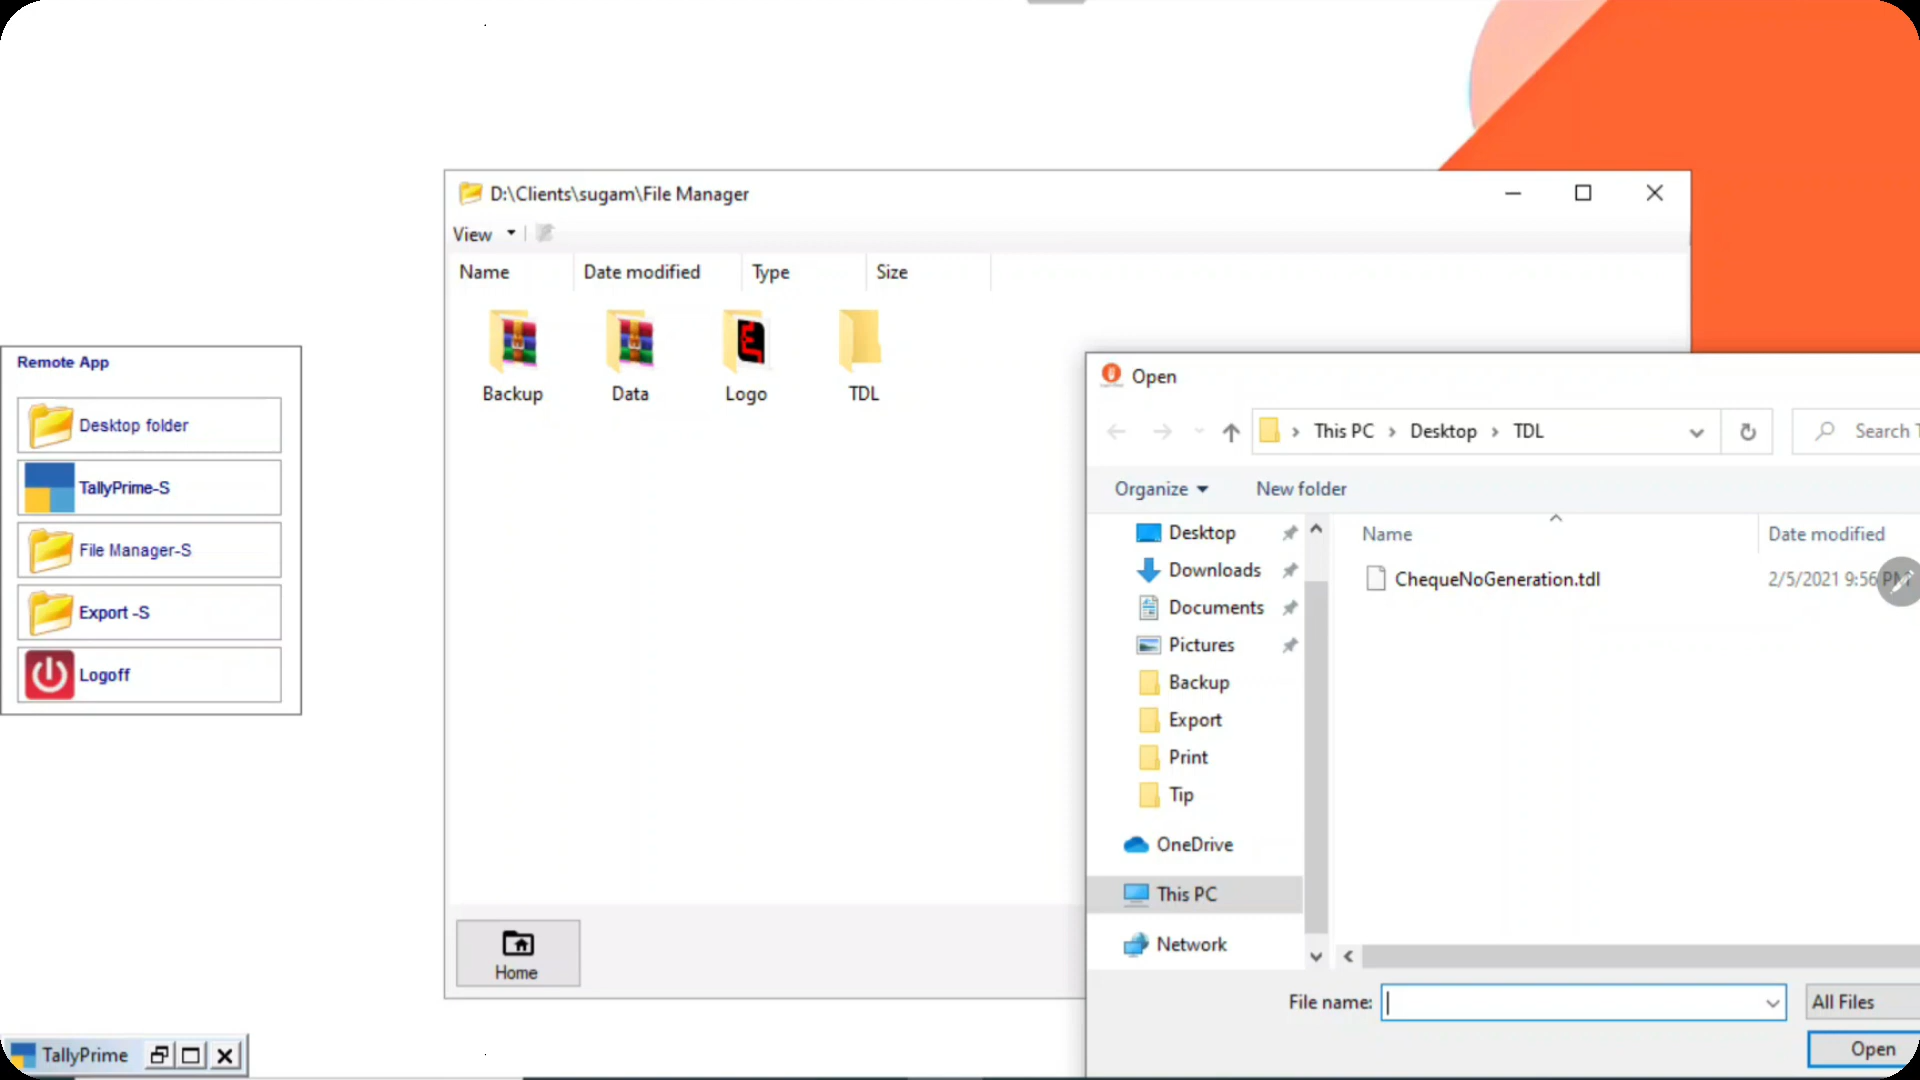 D:\Clients\sugam\File Manager
View
Name Date modified Type Size
Backup Data Logo TDL
Remote App
Desktop folder
TallyPrime-S
File Manager-S
Export -S
Logoff
Home
TallyPrime
Open
This PC › Desktop › TDL
Search
Organize New folder
Desktop
Downloads
Documents
Pictures
Backup
Export
Print
Tip
OneDrive
This PC
Network
Name Date modified
ChequeNoGeneration.tdl 2/5/2021 9:56 PM
File name:
All Files
Open